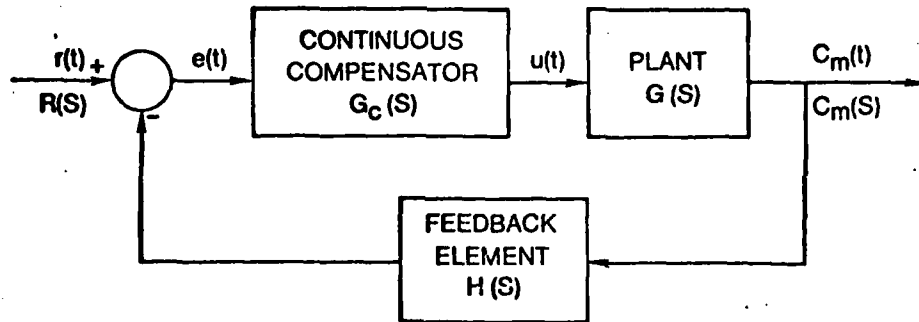 r(t) +
R(S)
-
e(t)
CONTINUOUS
COMPENSATOR
G_C (S)
u(t)
PLANT
G (S)
C_m(t)
C_m(S)
FEEDBACK
ELEMENT
H (S)